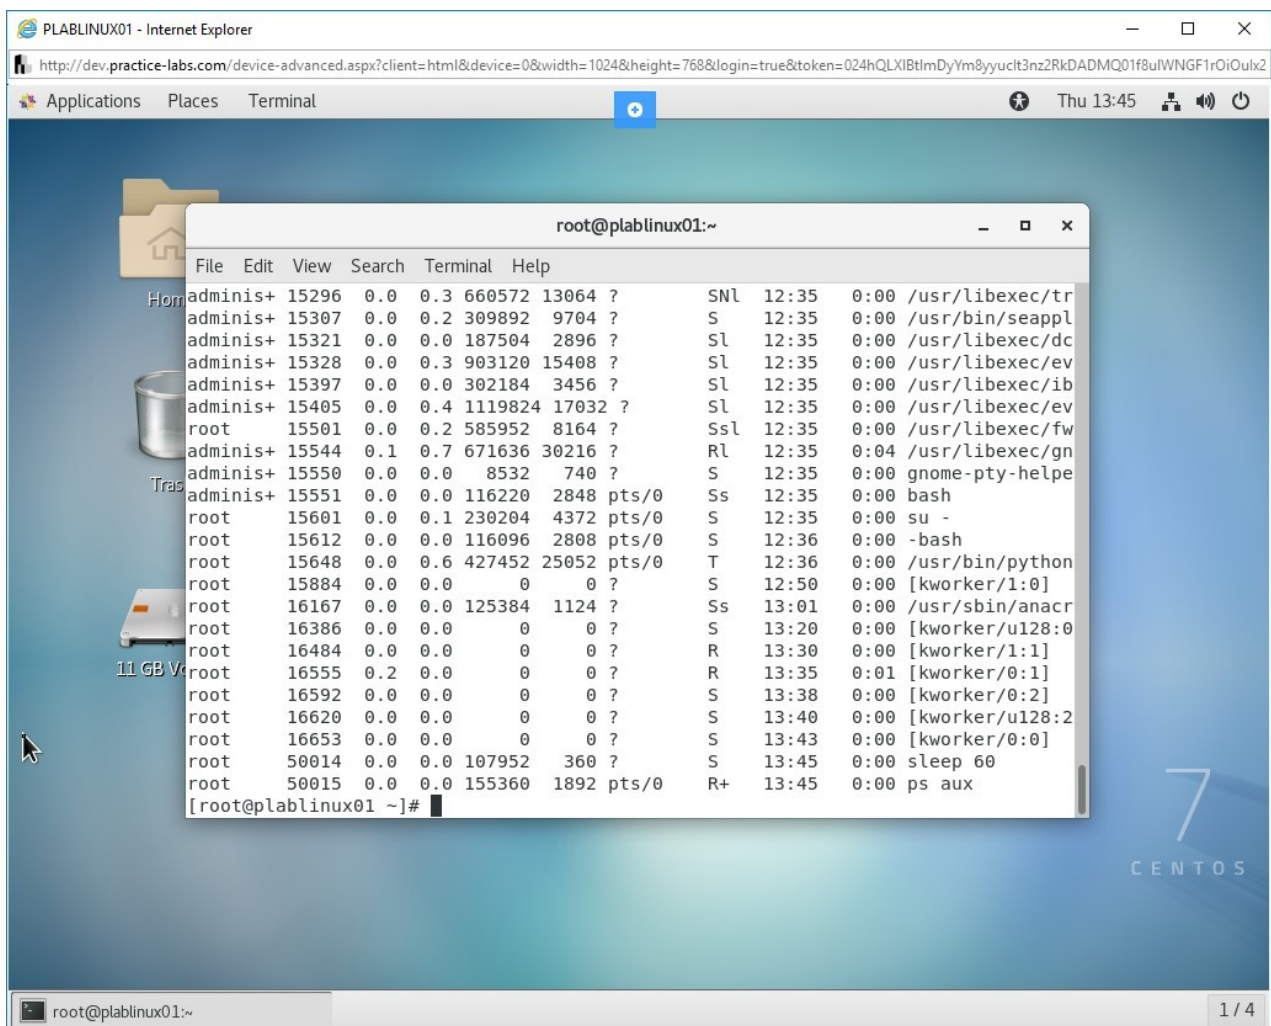 PLABLINUX01 - Internet Explorer
http://dev.practice-labs.com/device-advanced.aspx?client=html&device=0&width=1024&height=768&login=true&token=024hQLXIBtlmDyYm8yyuclt3nz2RkDADMQ01f8uIWNGF1rOiOulx2
Applications Places Terminal Thu 13:45
root@plablinux01:~
File Edit View Search Terminal Help
adminis+ 15296 0.0 0.3 660572 13064 ? SNl 12:35 0:00 /usr/libexec/tr
adminis+ 15307 0.0 0.2 309892 9704 ? S 12:35 0:00 /usr/bin/seappl
adminis+ 15321 0.0 0.0 187504 2896 ? Sl 12:35 0:00 /usr/libexec/dc
adminis+ 15328 0.0 0.3 903120 15408 ? Sl 12:35 0:00 /usr/libexec/ev
adminis+ 15397 0.0 0.0 302184 3456 ? Sl 12:35 0:00 /usr/libexec/ib
adminis+ 15405 0.0 0.4 1119824 17032 ? Sl 12:35 0:00 /usr/libexec/ev
root 15501 0.0 0.2 585952 8164 ? Ssl 12:35 0:00 /usr/libexec/fw
adminis+ 15544 0.1 0.7 671636 30216 ? Rl 12:35 0:04 /usr/libexec/gn
adminis+ 15550 0.0 0.0 8532 740 ? S 12:35 0:00 gnome-pty-helpe
adminis+ 15551 0.0 0.0 116220 2848 pts/0 Ss 12:35 0:00 bash
root 15601 0.0 0.1 230204 4372 pts/0 S 12:35 0:00 su -
root 15612 0.0 0.0 116096 2808 pts/0 S 12:36 0:00 -bash
root 15648 0.0 0.6 427452 25052 pts/0 T 12:36 0:00 /usr/bin/python
root 15884 0.0 0.0 0 0 ? S 12:50 0:00 [kworker/1:0]
root 16167 0.0 0.0 125384 1124 ? Ss 13:01 0:00 /usr/sbin/anacr
root 16386 0.0 0.0 0 0 ? S 13:20 0:00 [kworker/u128:0
root 16484 0.0 0.0 0 0 ? R 13:30 0:00 [kworker/1:1]
root 16555 0.2 0.0 0 0 ? R 13:35 0:01 [kworker/0:1]
root 16592 0.0 0.0 0 0 ? S 13:38 0:00 [kworker/0:2]
root 16620 0.0 0.0 0 0 ? S 13:40 0:00 [kworker/u128:2
root 16653 0.0 0.0 0 0 ? S 13:43 0:00 [kworker/0:0]
root 50014 0.0 0.0 107952 360 ? S 13:45 0:00 sleep 60
root 50015 0.0 0.0 155360 1892 pts/0 R+ 13:45 0:00 ps aux
[root@plablinux01 ~]#
Hom
Tras
11 GB Vo
7
CENTOS
root@plablinux01:~
1 / 4